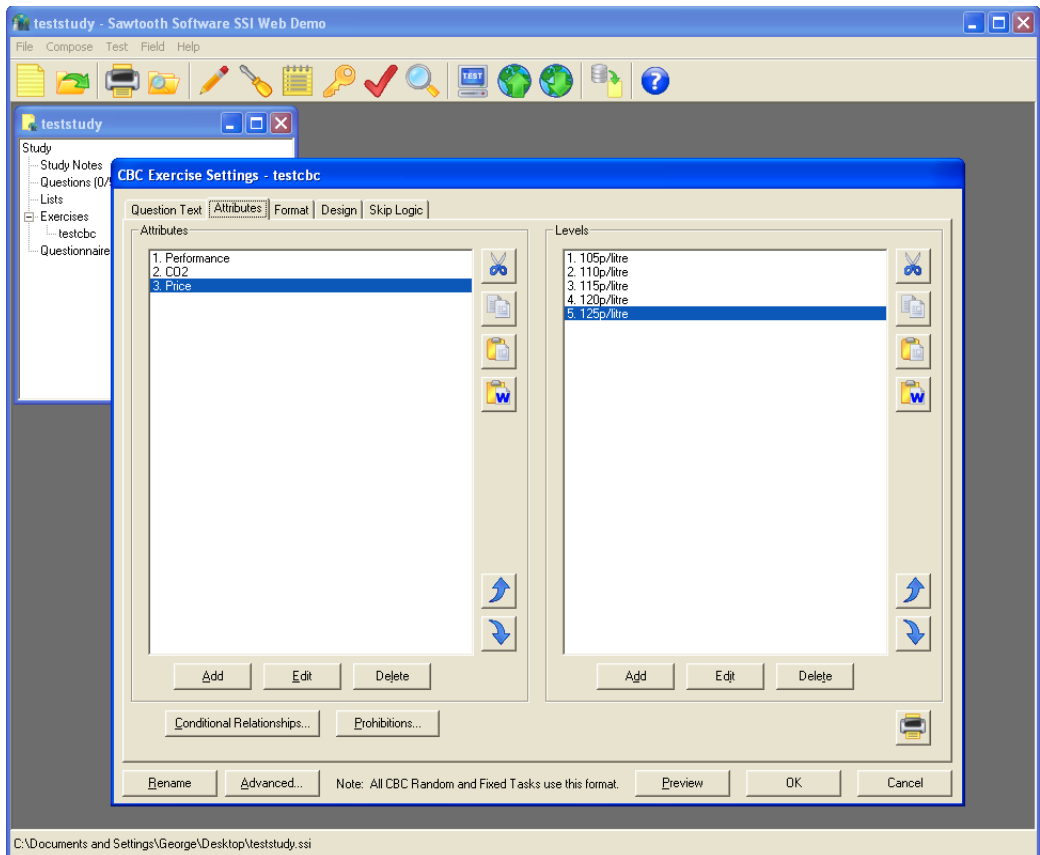 teststudy - Sawtooth Software SSI Web Demo
File Compose Test Field Help
TEST
teststudy
Study
Study Notes
Questions (0/
Lists
Exercises
testcbc
Questionnaire
CBC Exercise Settings - testcbc
Question Text Attributes Format Design Skip Logic
Attributes
1. Performance
2. CO2
3. Price
W
Add Edit Delete
Levels
1. 105p/litre
2. 110p/litre
3. 115p/litre
4. 120p/litre
5. 125p/litre
W
Add Edit Delete
Conditional Relationships... Prohibitions...
Rename Advanced... Note: All CBC Random and Fixed Tasks use this format. Preview OK Cancel
C:\Documents and Settings\George\Desktop\teststudy.ssi